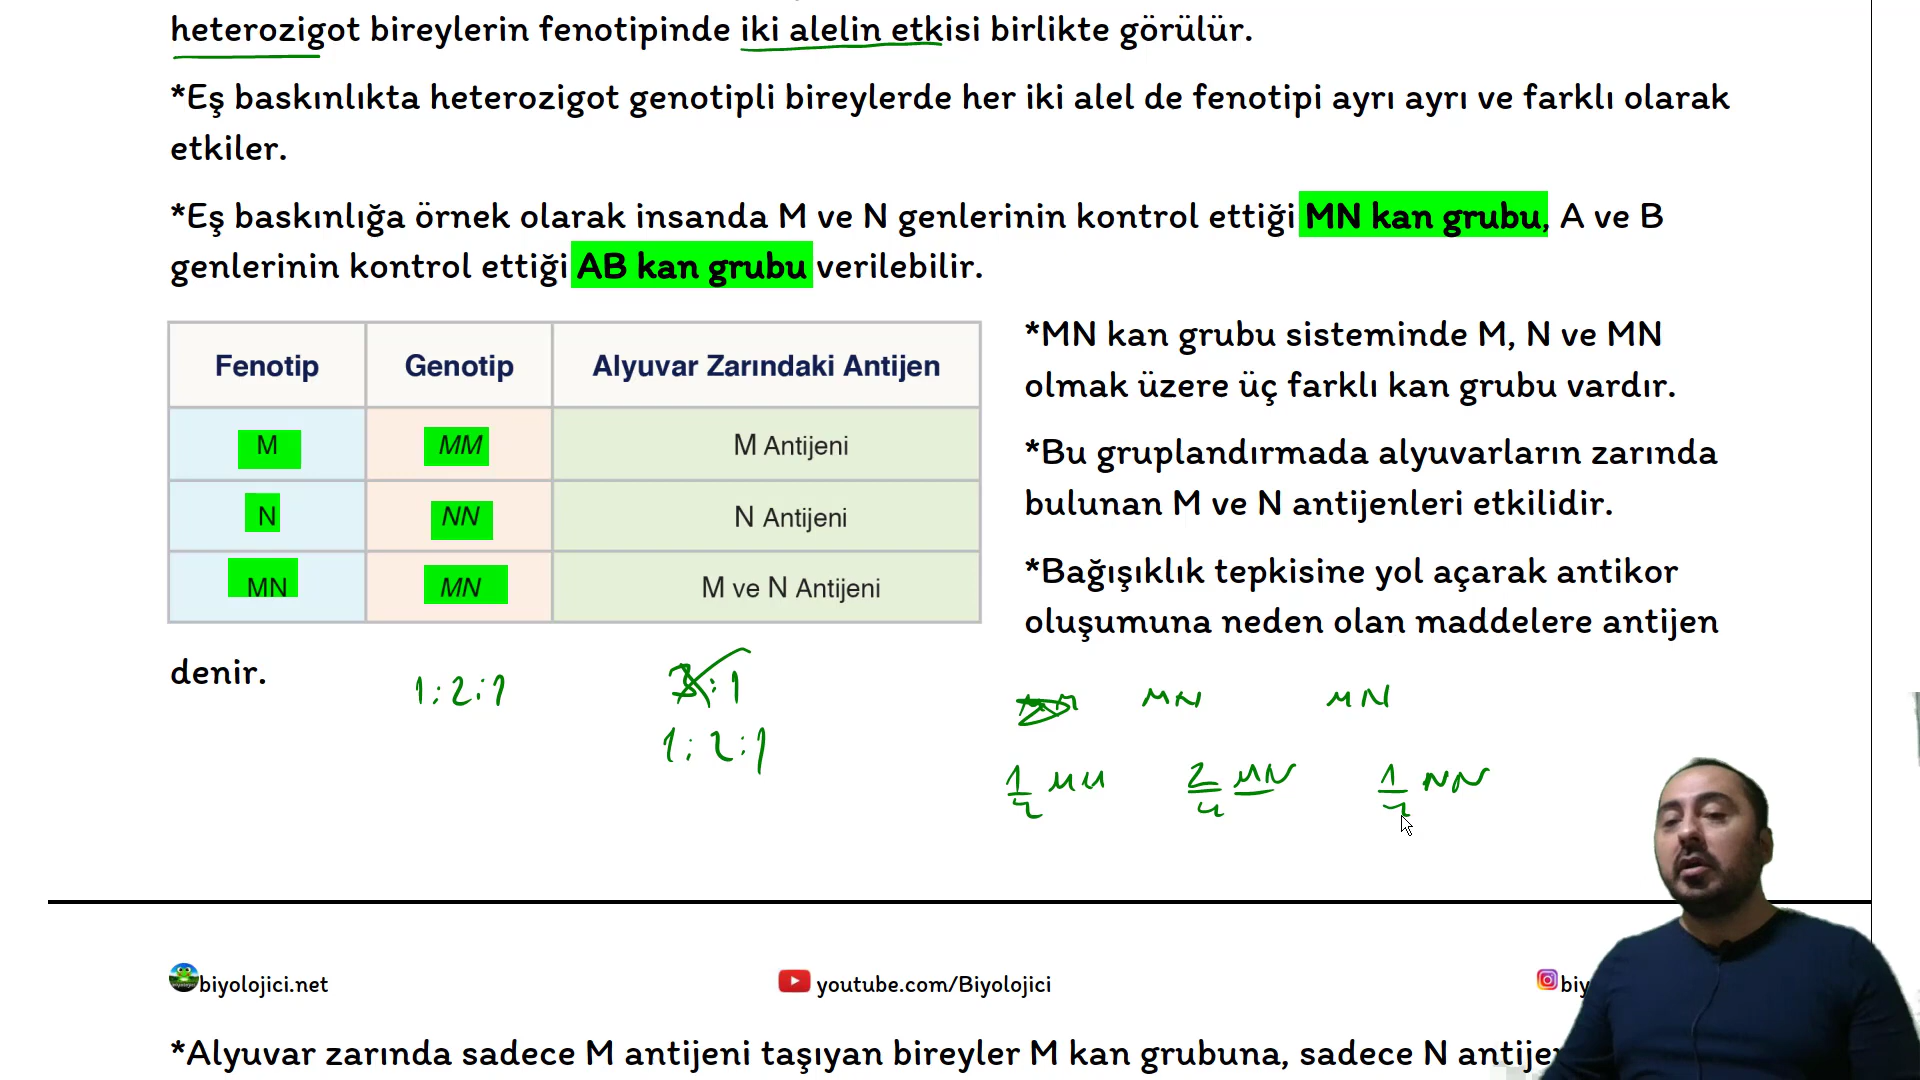 heterozigot bireylerin fenotipinde iki alelin etkisi birlikte görülür.
*Eş baskınlıkta heterozigot genotipli bireylerde her iki alel de fenotipi ayrı ayrı ve farklı olarak
etkiler.
*Eş baskınlığa örnek olarak insanda M ve N genlerinin kontrol ettiği MN kan grubu, A ve B
genlerinin kontrol ettiği AB kan grubu verilebilir.
Fenotip Genotip Alyuvar Zarındaki Antijen
M MM M Antijeni
N NN N Antijeni
MN MN M ve N Antijeni
*MN kan grubu sisteminde M, N ve MN
olmak üzere üç farklı kan grubu vardır.
*Bu gruplandırmada alyuvarların zarında
bulunan M ve N antijenleri etkilidir.
*Bağışıklık tepkisine yol açarak antikor
oluşumuna neden olan maddelere antijen
denir.
1:2:1
3:1
1:2:1
MN MN
1/4 MM 2/4 MN 1/4 NN
biyolojici.net youtube.com/Biyolojici biy
*Alyuvar zarında sadece M antijeni taşıyan bireyler M kan grubuna, sadece N antije